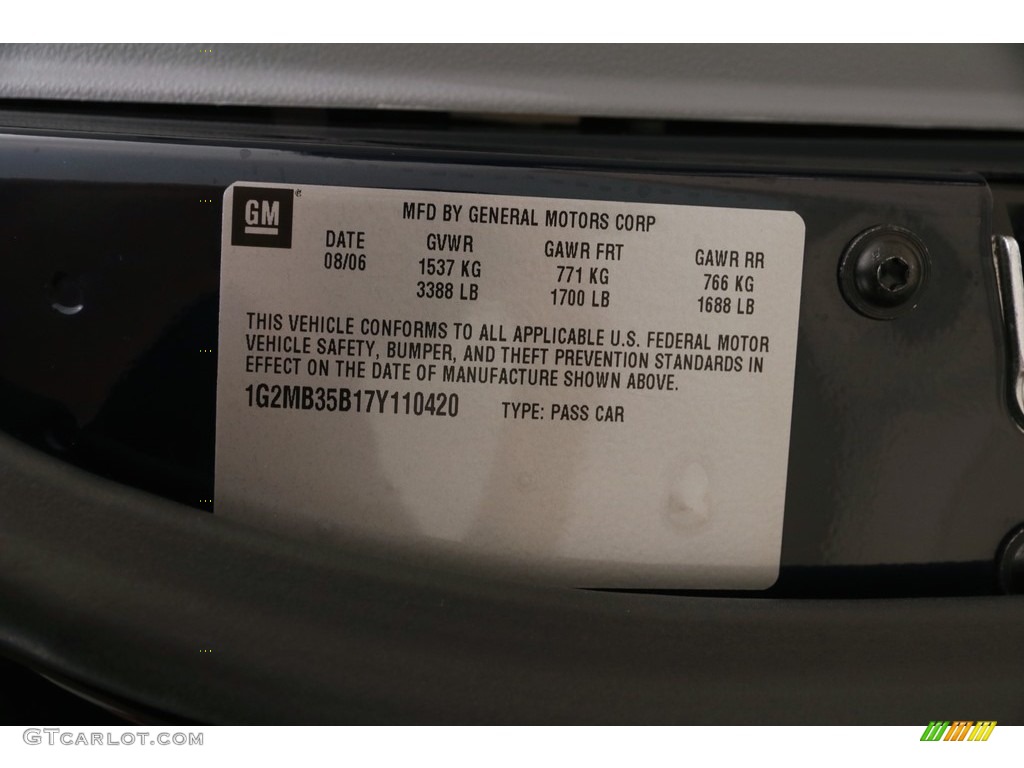 GM
MFD BY GENERAL MOTORS CORP
DATE GVWR GAWR FRT GAWR RR
08/06 1537 KG 771 KG 766 KG
3388 LB 1700 LB 1688 LB
THIS VEHICLE CONFORMS TO ALL APPLICABLE U.S. FEDERAL MOTOR
VEHICLE SAFETY, BUMPER, AND THEFT PREVENTION STANDARDS IN
EFFECT ON THE DATE OF MANUFACTURE SHOWN ABOVE.
1G2MB35B17Y110420 TYPE: PASS CAR
GTCARLOT.COM